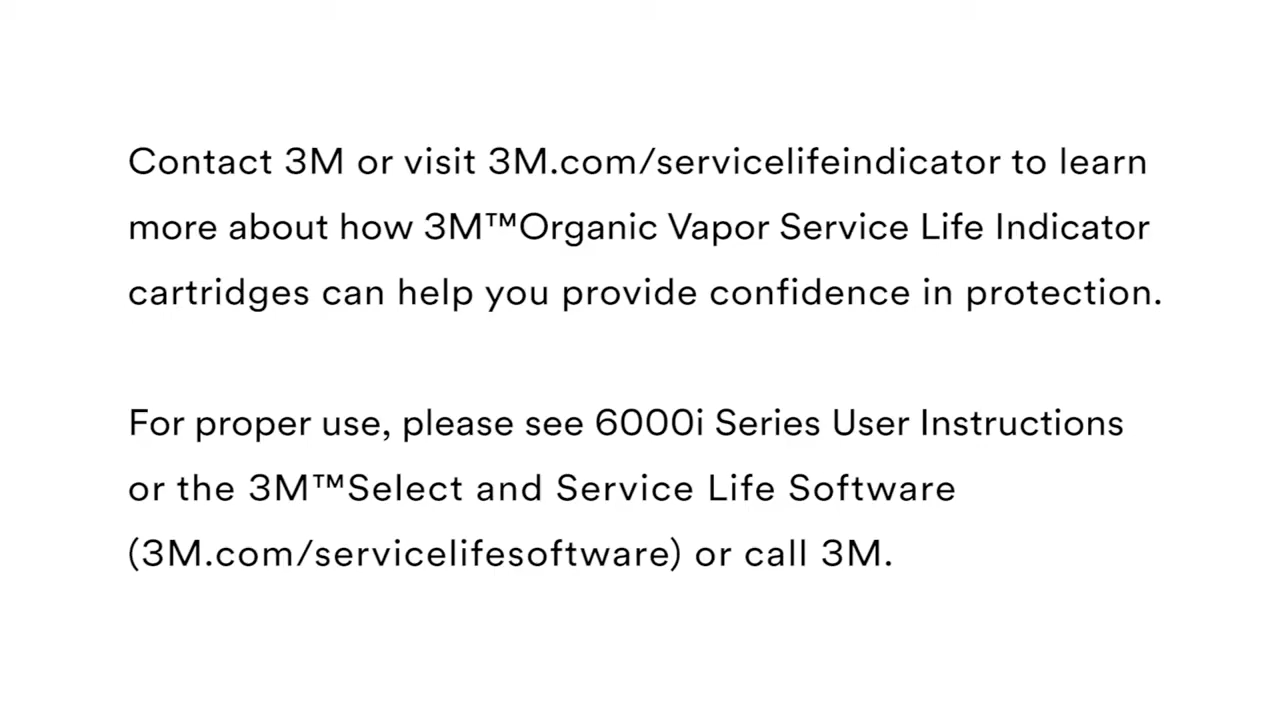 Contact 3M or visit 3M.com/servicelifeindicator to learn
more about how 3M™Organic Vapor Service Life Indicator
cartridges can help you provide confidence in protection.
For proper use, please see 6000i Series User Instructions
or the 3M™Select and Service Life Software
(3M.com/servicelifesoftware) or call 3M.